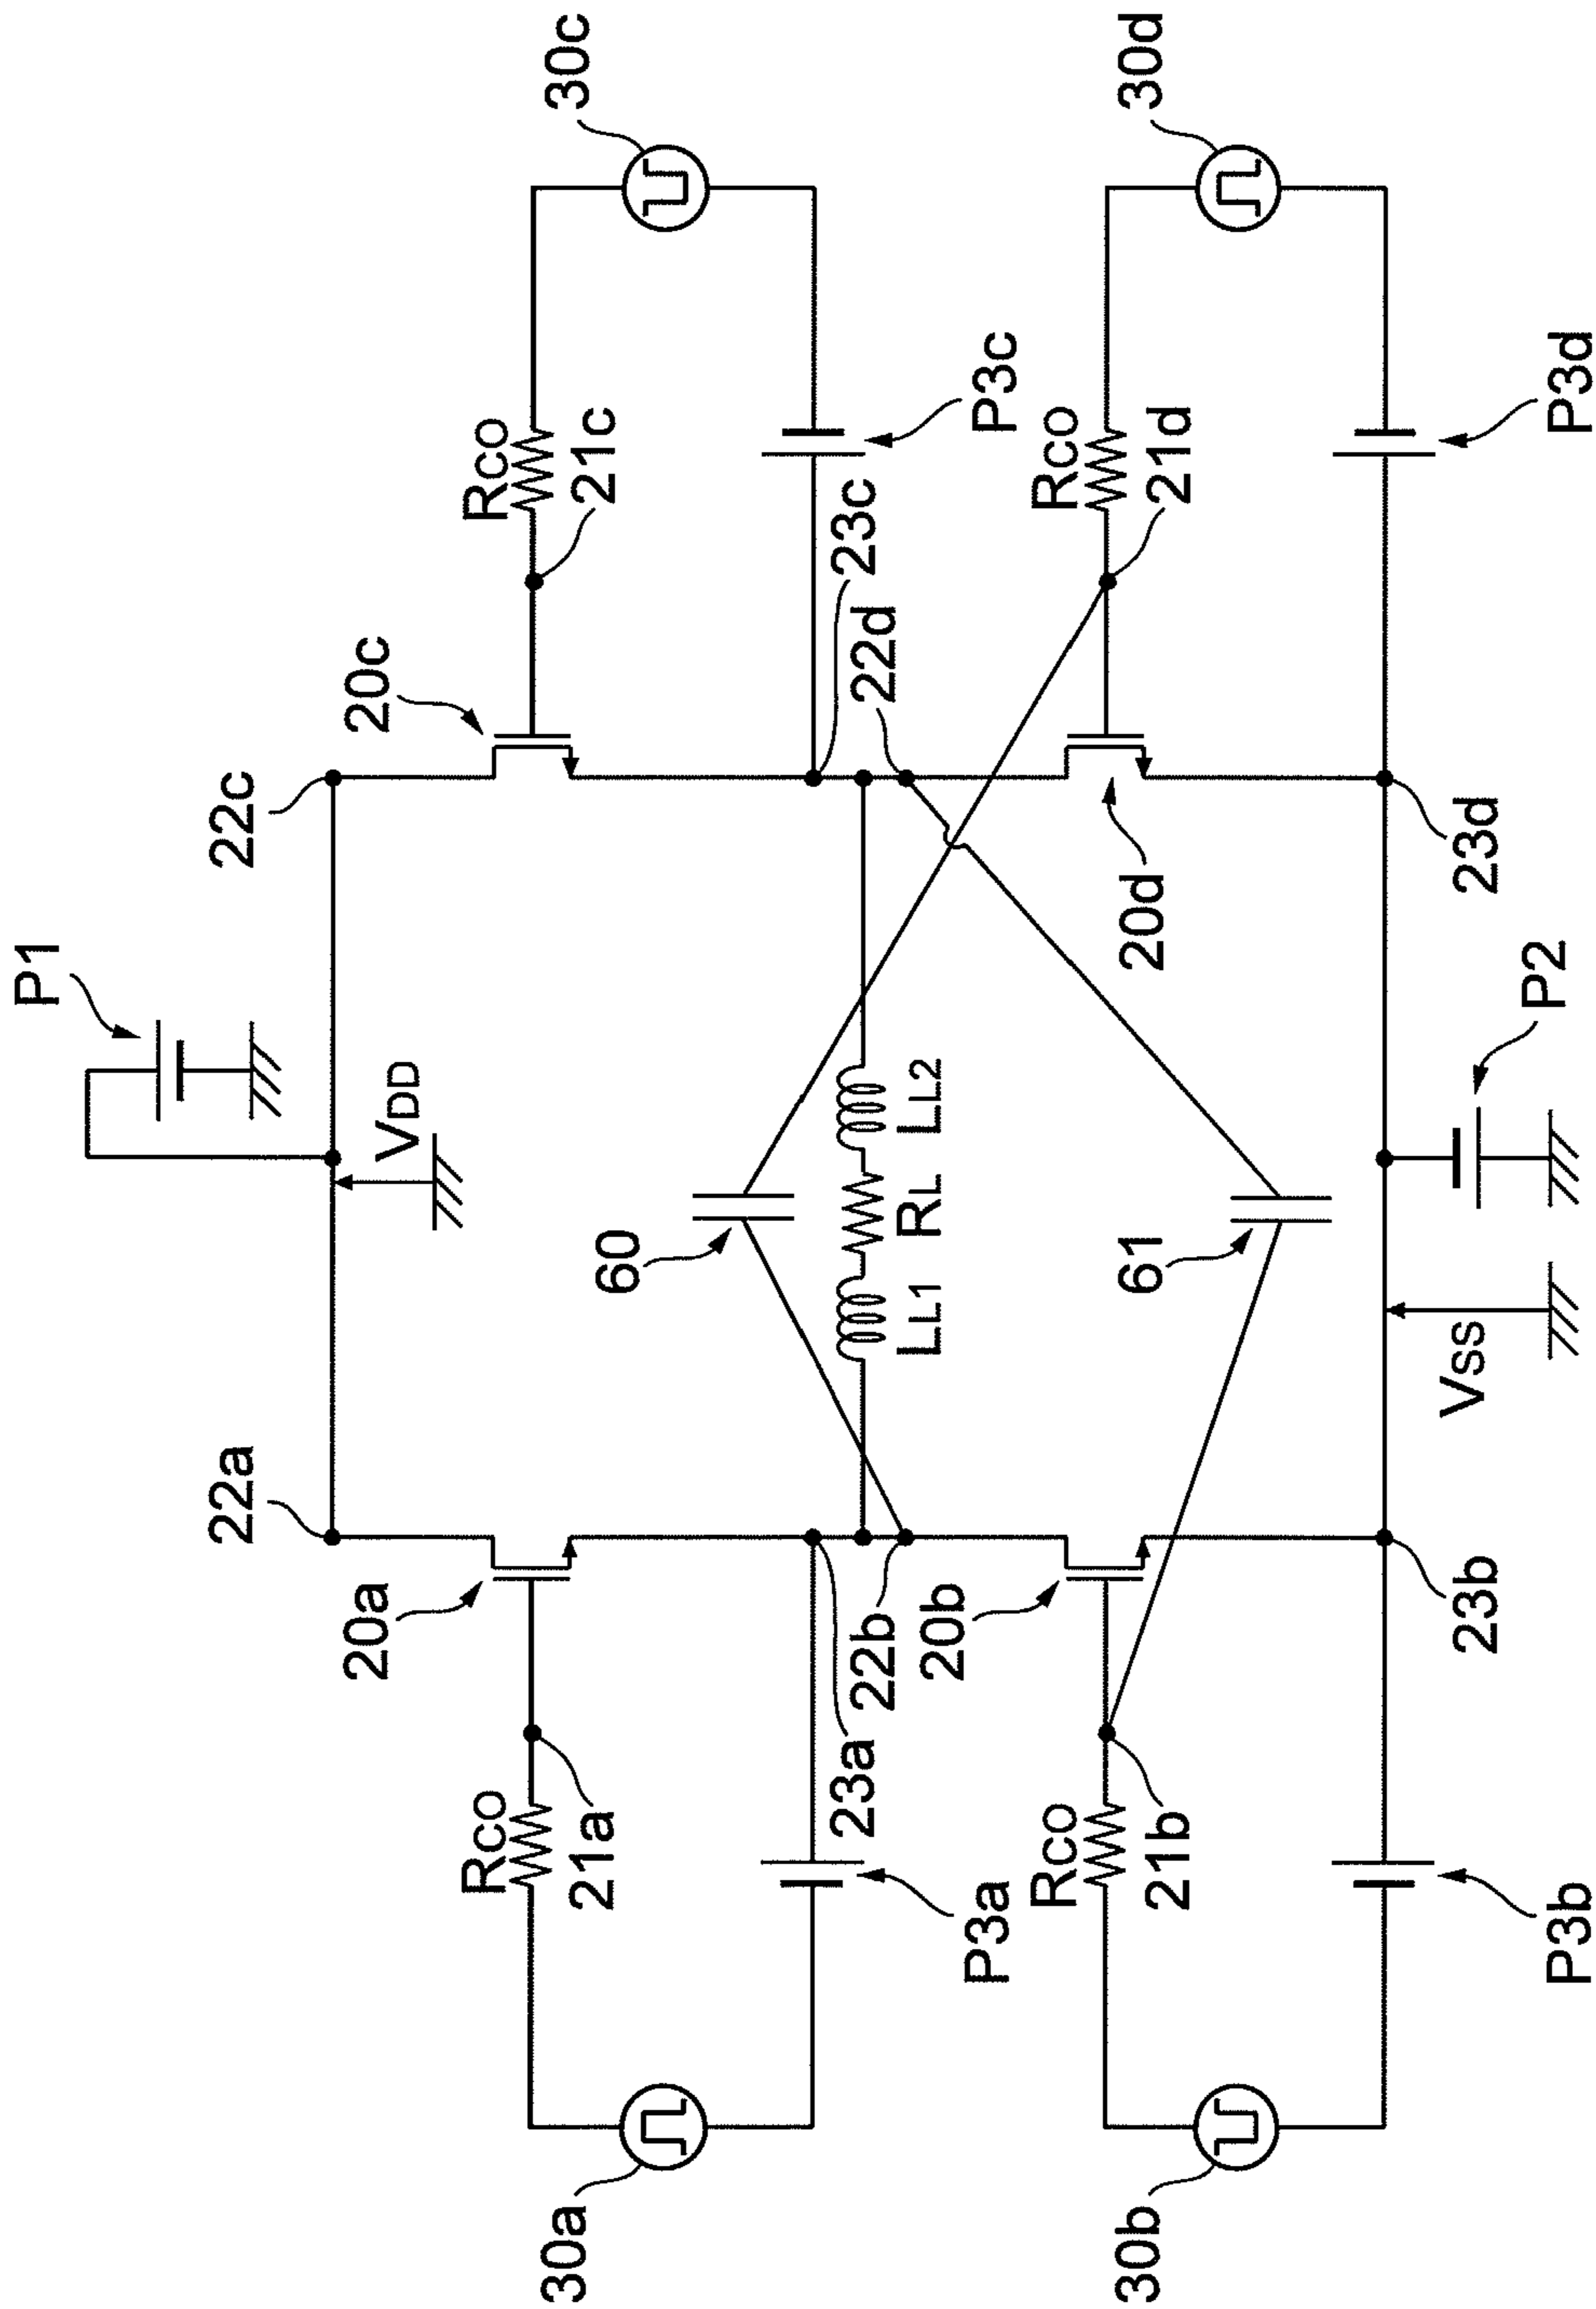 P1
22a
22c
VDD
20a
20c
RCO
21a
RCO
21c
30a
30c
60
23a
22b
LL1
RL
LL2
22d
23c
P3a
P3c
20b
20d
RCO
21b
61
RCO
21d
30b
30d
23b
VSS
P2
23d
P3b
P3d